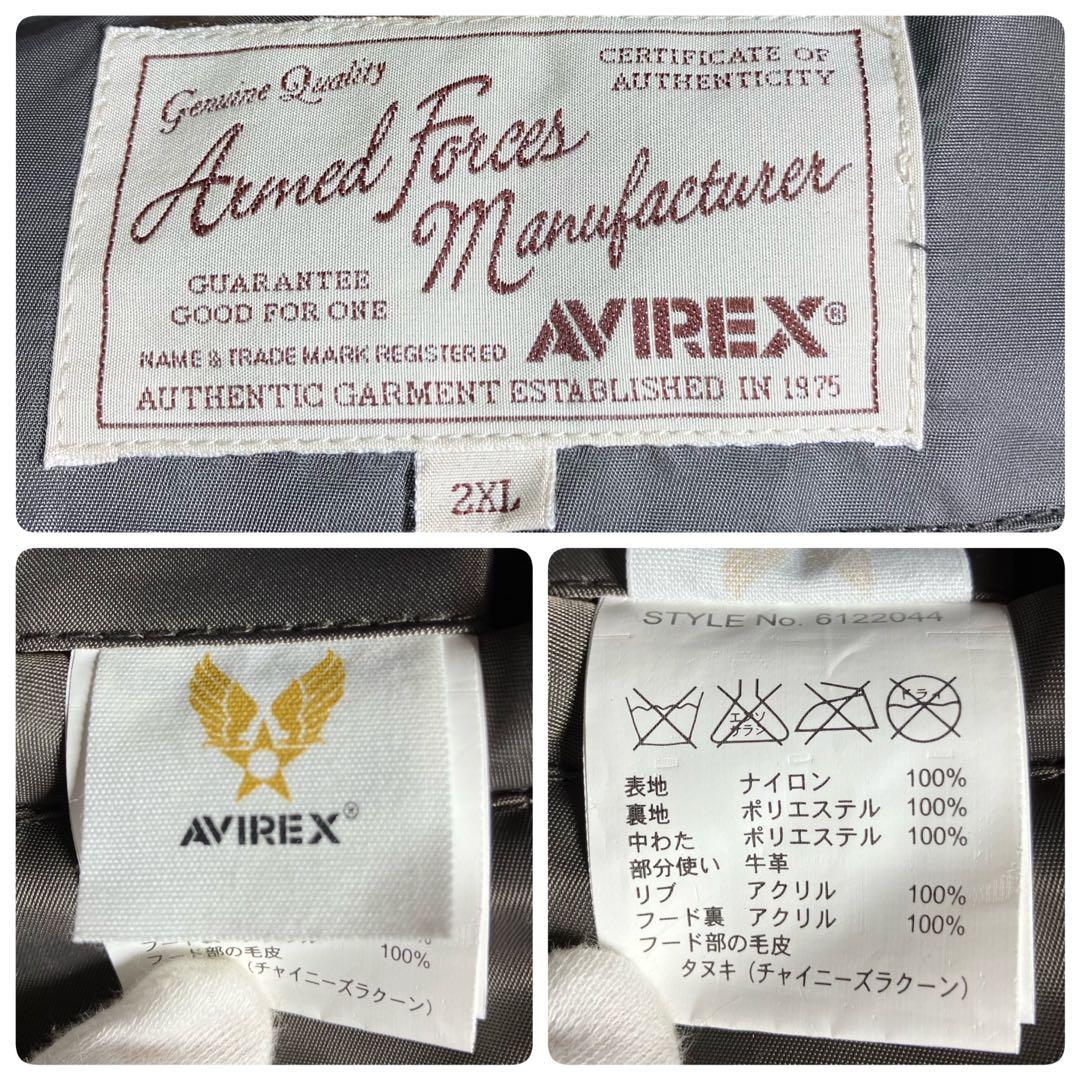 Genuine Quality
CERTIFICATE OF
AUTHENTICITY
Armed Forces
Manufacturer
GUARANTEE
GOOD FOR ONE
NAME & TRADE MARK REGISTERED
AVIREX®
AUTHENTIC GARMENT ESTABLISHED IN 1975
2XL
AVIREX®
フード部の毛皮 100%
(チャイニーズラクーン)
STYLE No. 6122044
エンソ
サラシ
ドライ
表地 ナイロン 100%
裏地 ポリエステル 100%
中わた ポリエステル 100%
部分使い 牛革
リブ アクリル 100%
フード裏 アクリル 100%
フード部の毛皮
タヌキ(チャイニーズラクーン)